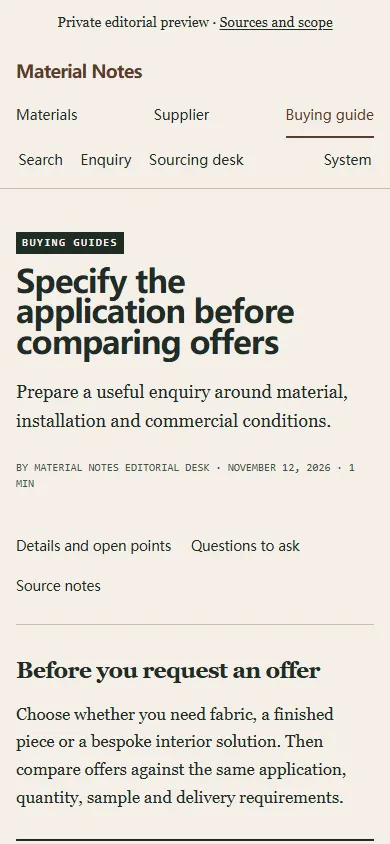 Private editorial preview · Sources and scope
Material Notes
Materials Supplier Buying guide
Search Enquiry Sourcing desk System
BUYING GUIDES
Specify the
application before
comparing offers
Prepare a useful enquiry around material,
installation and commercial conditions.
BY MATERIAL NOTES EDITORIAL DESK · NOVEMBER 12, 2026 · 1
MIN
Details and open points Questions to ask
Source notes
Before you request an offer
Choose whether you need fabric, a finished
piece or a bespoke interior solution. Then
compare offers against the same application,
quantity, sample and delivery requirements.